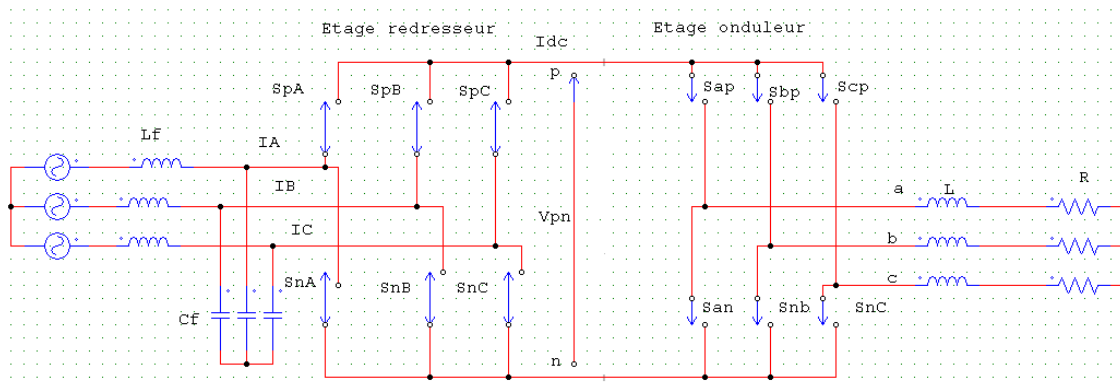 Etage redresseur
Etage onduleur
Idc
p
SpA
SpB
SpC
Sap
Sbp
Scp
Lf
IA
IB
IC
Vpn
a
L
R
b
c
SnA
SnB
SnC
San
Snb
SnC
Cf
n